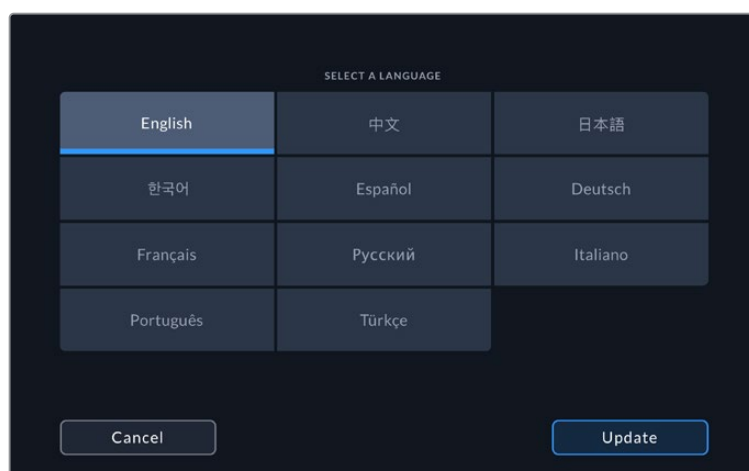 SELECT A LANGUAGE
English 中文 日本語
한국어 Español Deutsch
Français Русский Italiano
Português Türkçe
Cancel Update